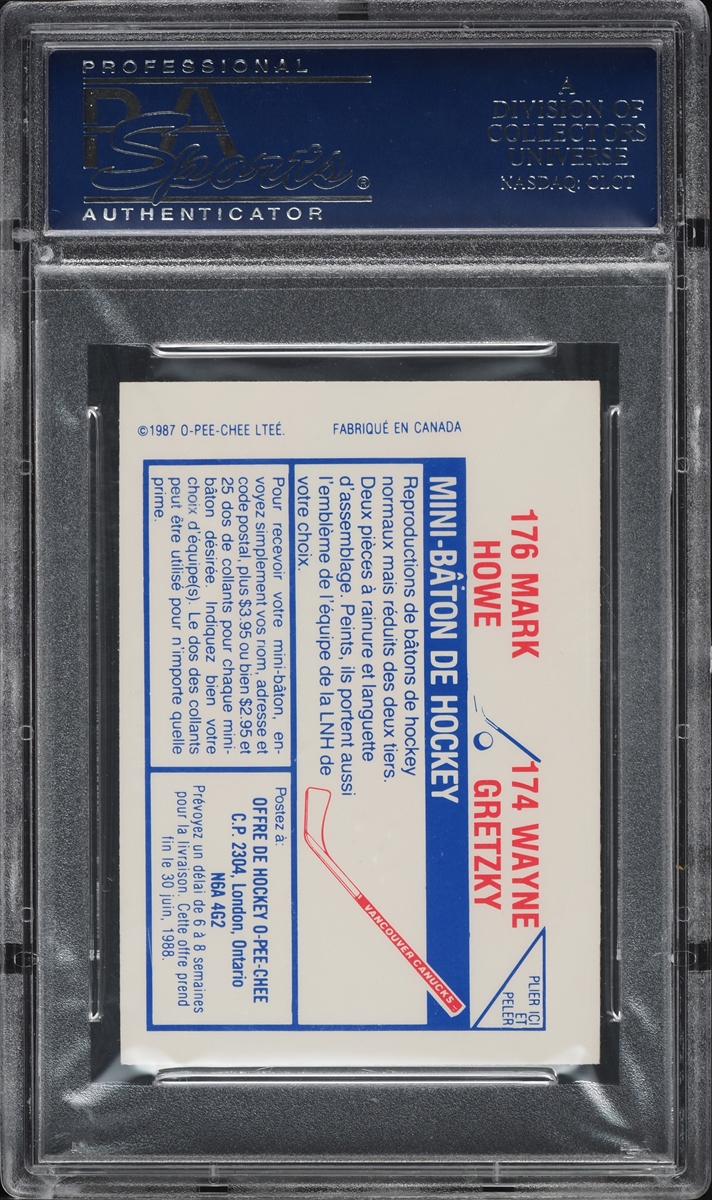 PROFESSIONAL
PSA
Sports®
AUTHENTICATOR
A
DIVISION OF
COLLECTORS
UNIVERSE
NASDAQ: CLCT
©1987 O-PEE-CHEE LTEÉ. FABRIQUÉ EN CANADA
176 MARK
HOWE
174 WAYNE
GRETZKY
PLIER ICI
ET
PELER
MINI-BÂTON DE HOCKEY
Reproductions de bâtons de hockey
normaux mais réduits des deux tiers.
Deux pièces à rainure et languette
d'assemblage. Peints, ils portent aussi
l'emblème de l'équipe de la LNH de
votre choix.
VANCOUVER CANUCKS
Pour recevoir votre mini-bâton, en-
voyez simplement vos nom, adresse et
code postal, plus $3.95 ou bien $2.95 et
25 dos de collants pour chaque mini-
bâton désirée. Indiquez bien votre
choix d'équipe(s). Le dos des collants
peut être utilisé pour n'importe quelle
prime.
Postez à:
OFFRE DE HOCKEY O-PEE-CHEE
C.P. 2304, London, Ontario
N6A 4G2
Prévoyez un délai de 6 à 8 semaines
pour la livraison. Cette offre prend
fin le 30 juin, 1988.